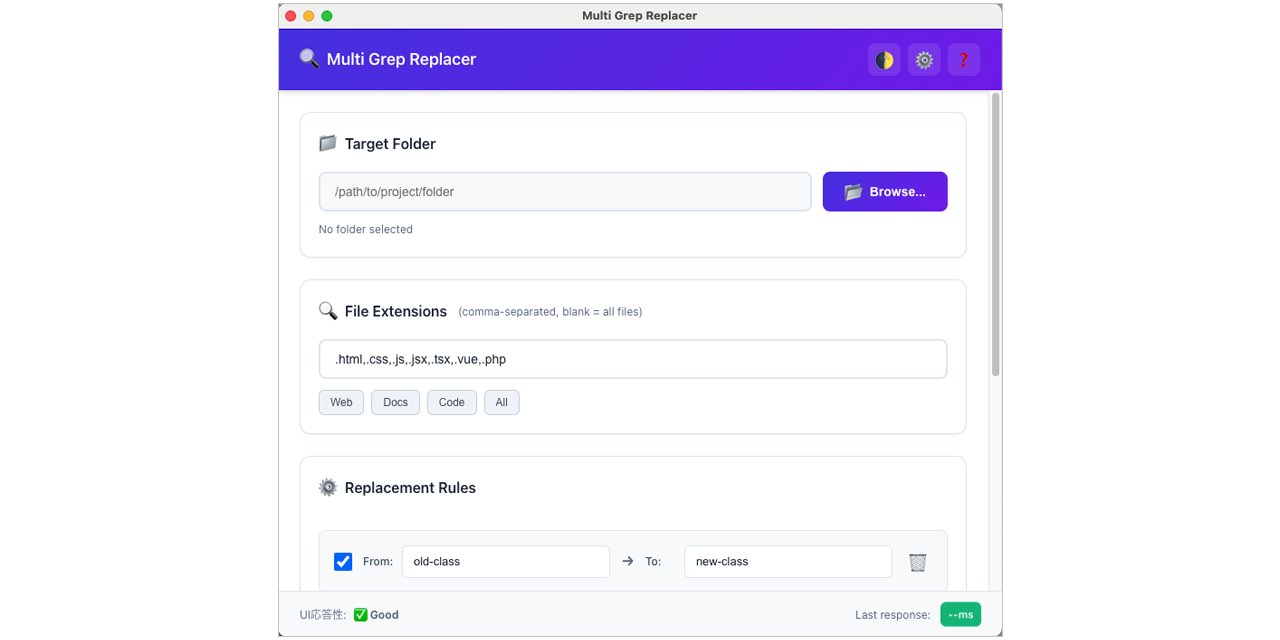 Multi Grep Replacer
Multi Grep Replacer
?
Target Folder
/path/to/project/folder
Browse...
No folder selected
File Extensions (comma-separated, blank = all files)
.html,.css,.js,.jsx,.tsx,.vue,.php
Web Docs Code All
Replacement Rules
From: old-class → To: new-class
UI応答性: ✅ Good Last response: --ms